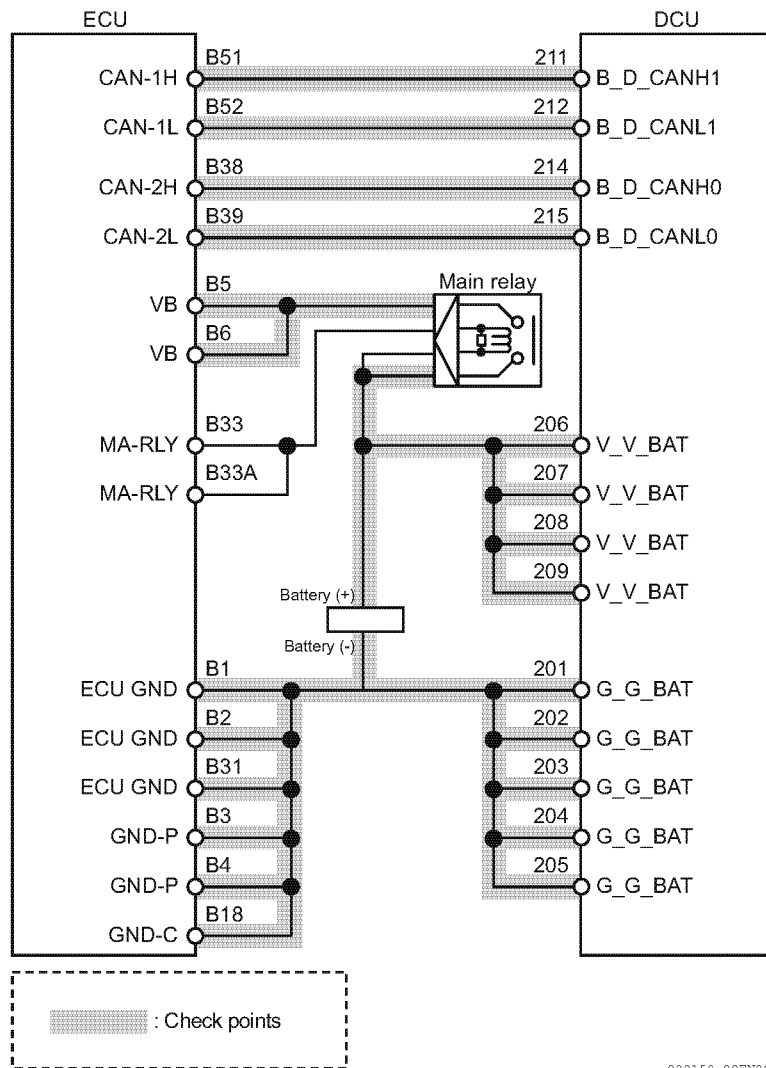 ECU DCU
B51 211
CAN-1H B_D_CANH1
B52 212
CAN-1L B_D_CANL1
B38 214
CAN-2H B_D_CANH0
B39 215
CAN-2L B_D_CANL0
B5 Main relay
VB
B6
VB
B33 206
MA-RLY V_V_BAT
B33A 207
MA-RLY V_V_BAT
208
V_V_BAT
209
V_V_BAT
Battery (+)
Battery (-)
B1 201
ECU GND G_G_BAT
B2 202
ECU GND G_G_BAT
B31 203
ECU GND G_G_BAT
B3 204
GND-P G_G_BAT
B4 205
GND-P G_G_BAT
B18
GND-C
: Check points